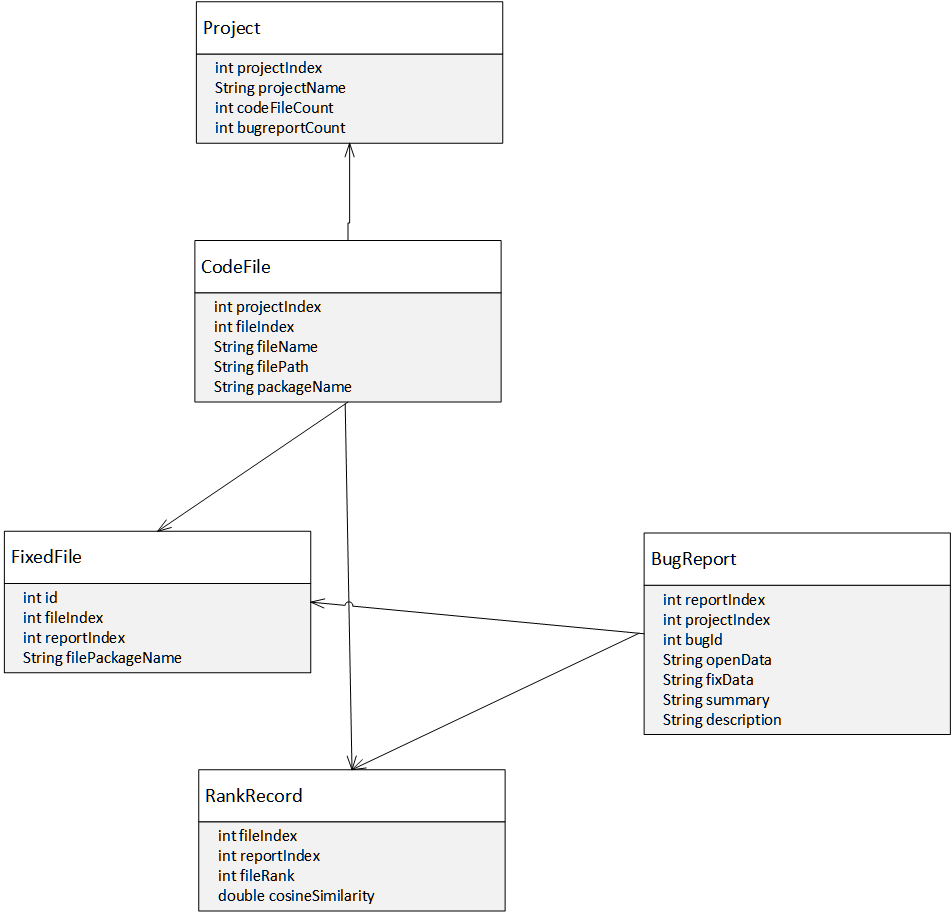 Project
int projectIndex
String projectName
int codeFileCount
int bugreportCount
CodeFile
int projectIndex
int fileIndex
String fileName
String filePath
String packageName
FixedFile
int id
int fileIndex
int reportIndex
String filePackageName
BugReport
int reportIndex
int projectIndex
int bugId
String openData
String fixData
String summary
String description
RankRecord
int fileIndex
int reportIndex
int fileRank
double cosineSimilarity